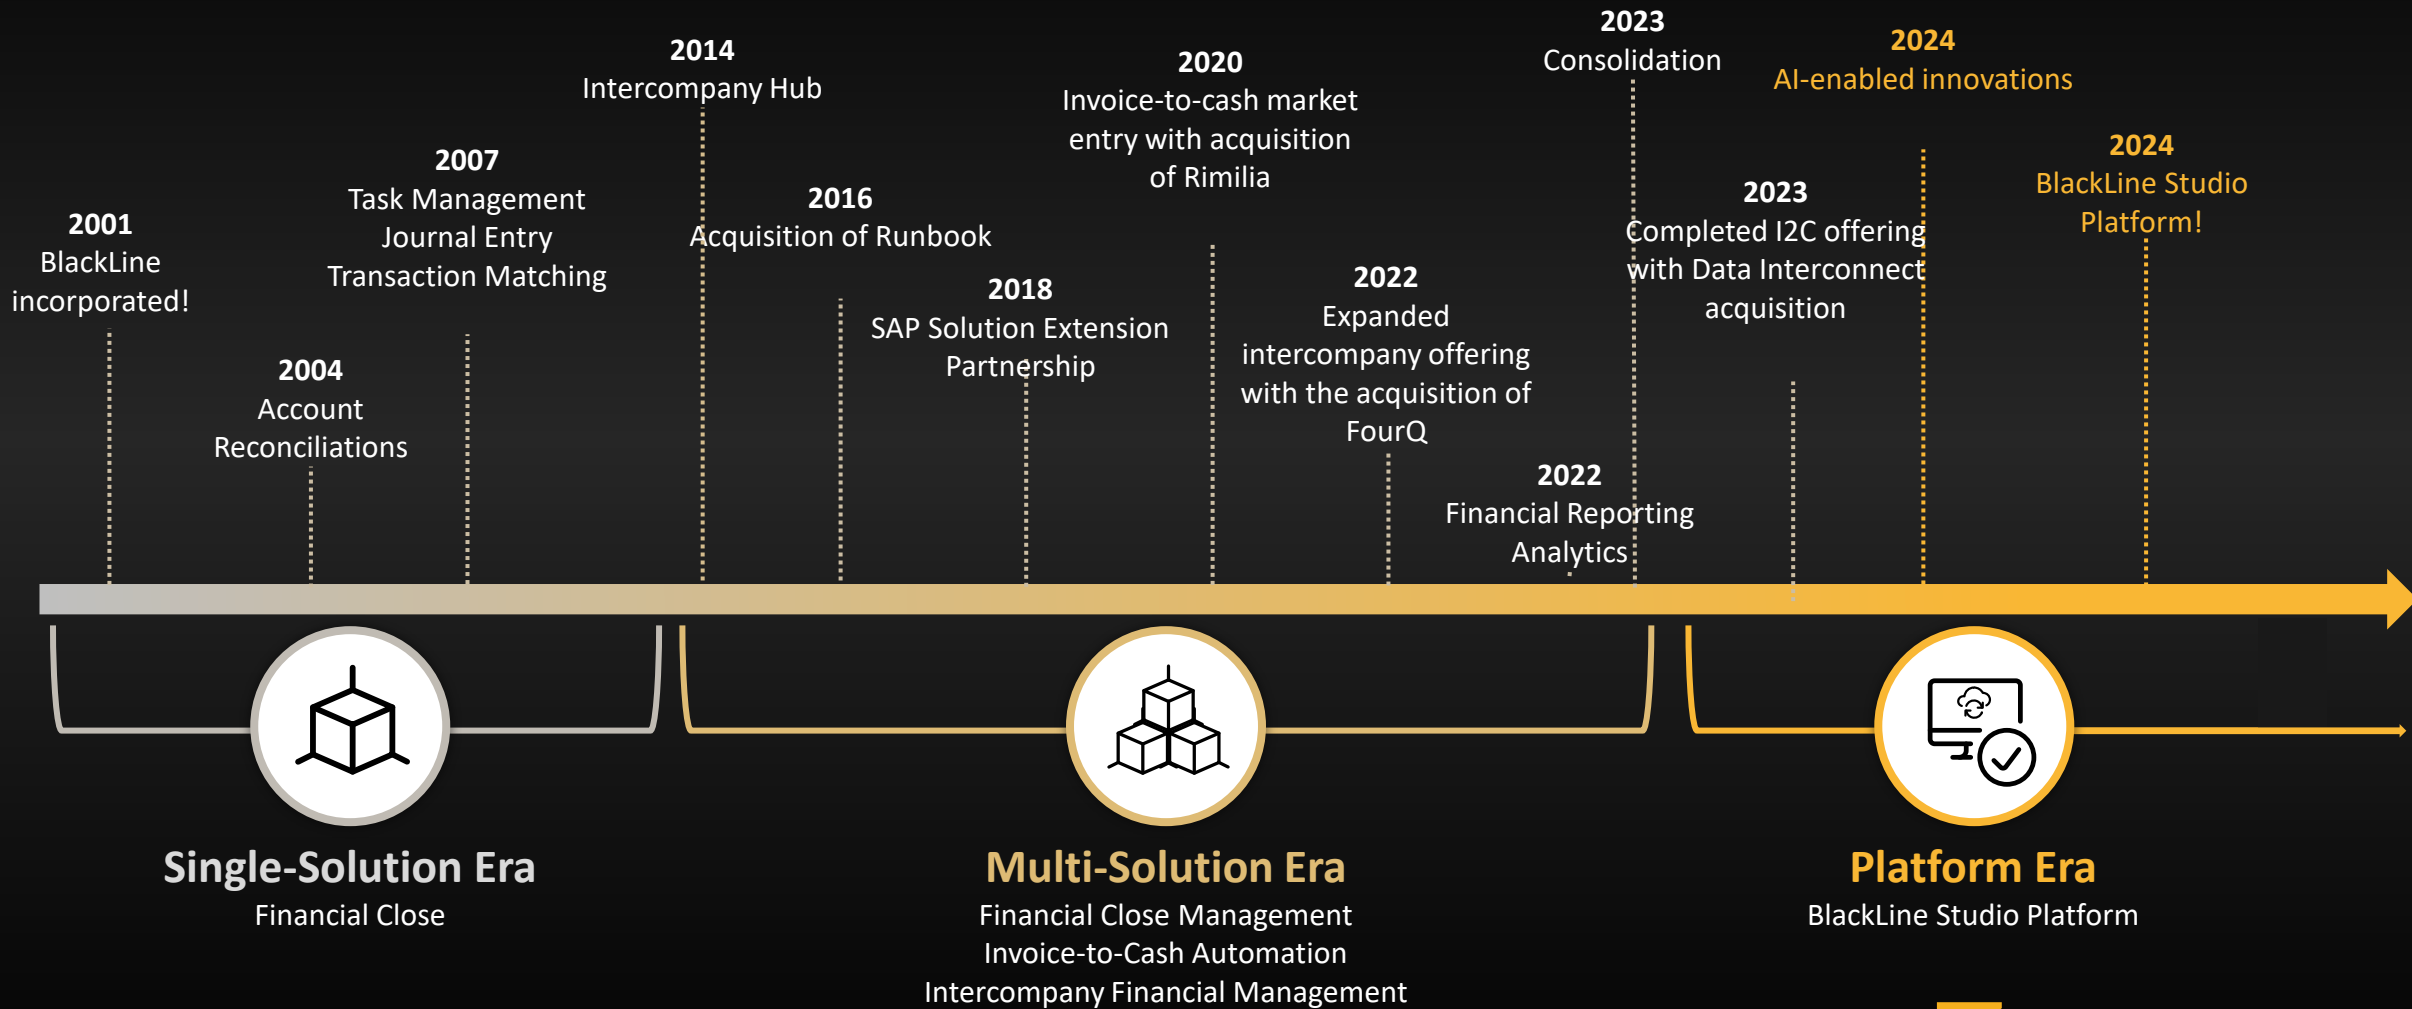 2001
BlackLine
incorporated!
2004
Account
Reconciliations
2007
Task Management
Journal Entry
Transaction Matching
2014
Intercompany Hub
2016
Acquisition of Runbook
2018
SAP Solution Extension
Partnership
2020
Invoice-to-cash market
entry with acquisition
of Rimilia
2022
Expanded
intercompany offering
with the acquisition of
FourQ
2022
Financial Reporting
Analytics
2023
Consolidation
2023
Completed I2C offering
with Data Interconnect
acquisition
2024
AI-enabled innovations
2024
BlackLine Studio
Platform!
Single-Solution Era
Financial Close
Multi-Solution Era
Financial Close Management
Invoice-to-Cash Automation
Intercompany Financial Management
Platform Era
BlackLine Studio Platform